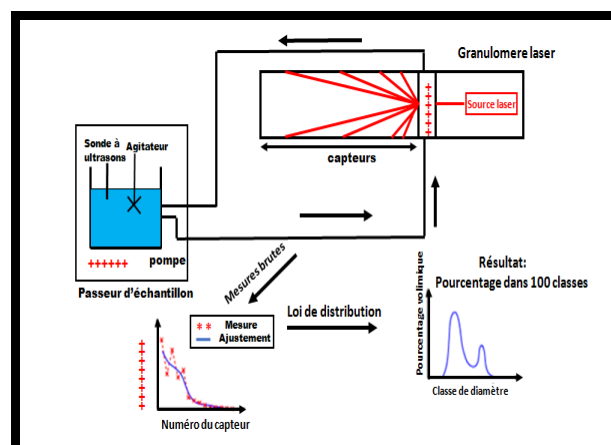 Granulomere laser
Source laser
capteurs
Sonde à
ultrasons
Agitateur
++++++
pompe
Passeur d'échantillon
Mesures brutes
Mesure
Ajustement
Loi de distribution
Numéro du capteur
Résultat:
Pourcentage dans 100 classes
Pourcentage volimique
Classe de diamètre